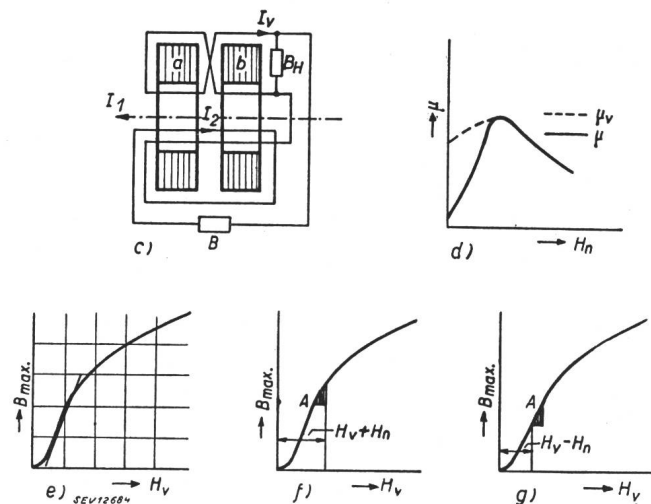 I_v
a
b
B_H
I_1
I_2
B
c)
μ
μ_v
μ
H_n
d)
B_max.
H_v
e)
SEV12684
B_max.
A
H_v+H_n
H_v
f)
B_max.
A
H_v-H_n
H_v
g)